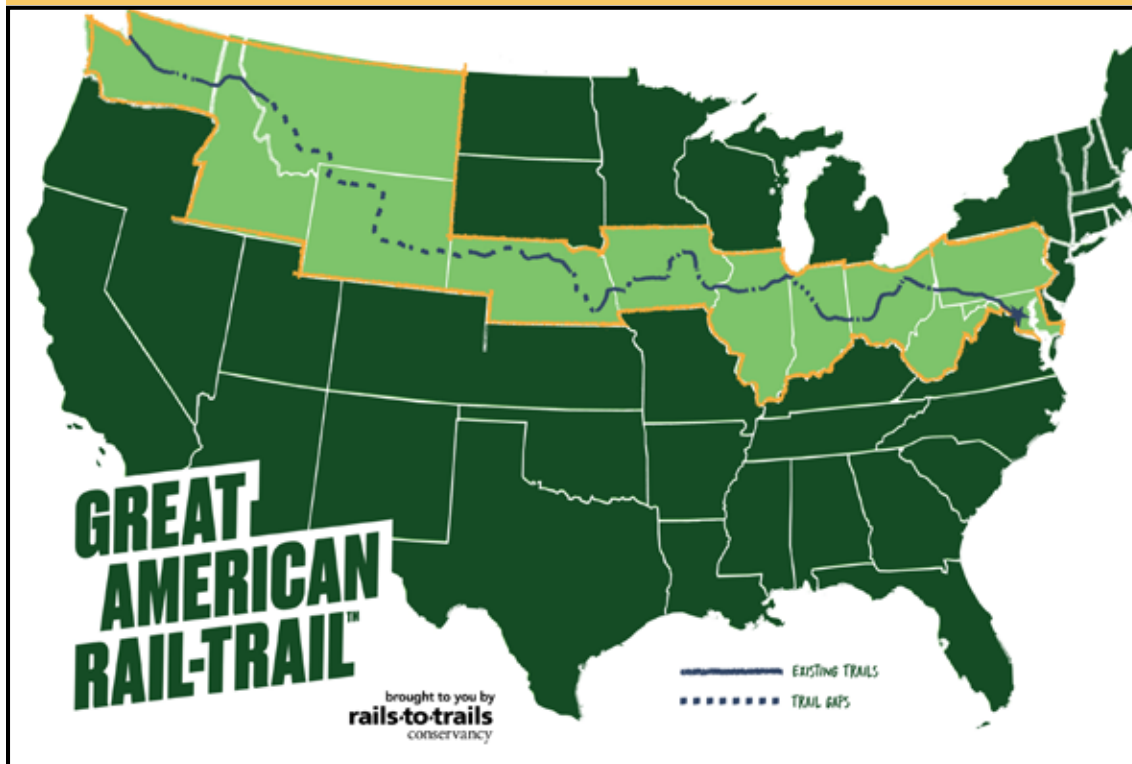 GREAT
AMERICAN
RAIL-TRAIL™
brought to you by
rails·to·trails
conservancy
EXISTING TRAILS
TRAIL GAPS